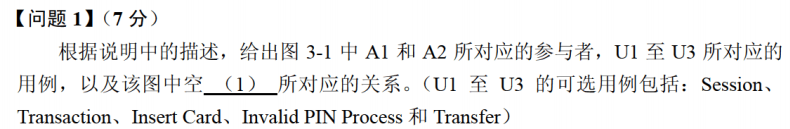 【问题 1】（7 分）
根据说明中的描述，给出图 3-1 中 A1 和 A2 所对应的参与者，U1 至 U3 所对应的
用例，以及该图中空 （1） 所对应的关系。（U1 至 U3 的可选用例包括：Session、
Transaction、Insert Card、Invalid PIN Process 和 Transfer）